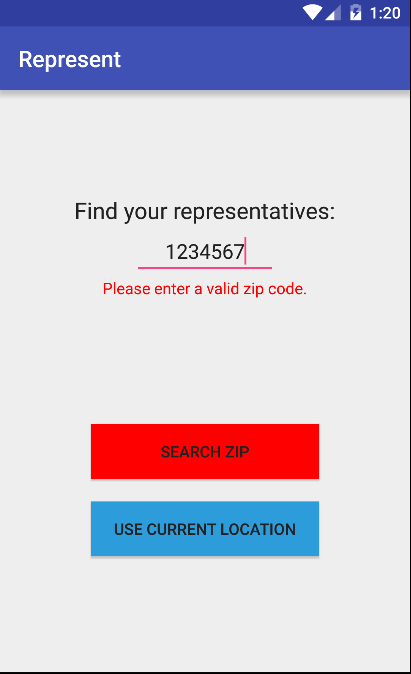 1:20
Represent
Find your representatives:
1234567
Please enter a valid zip code.
SEARCH ZIP
USE CURRENT LOCATION